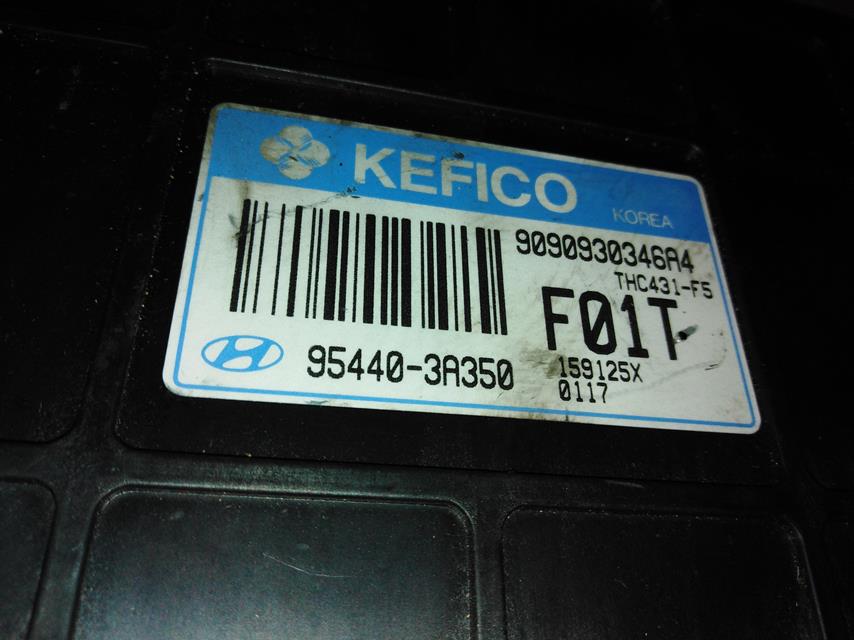 KEFICO
KOREA
9090930346A4
THC431-F5
F01T
95440-3A350
159125X
0117